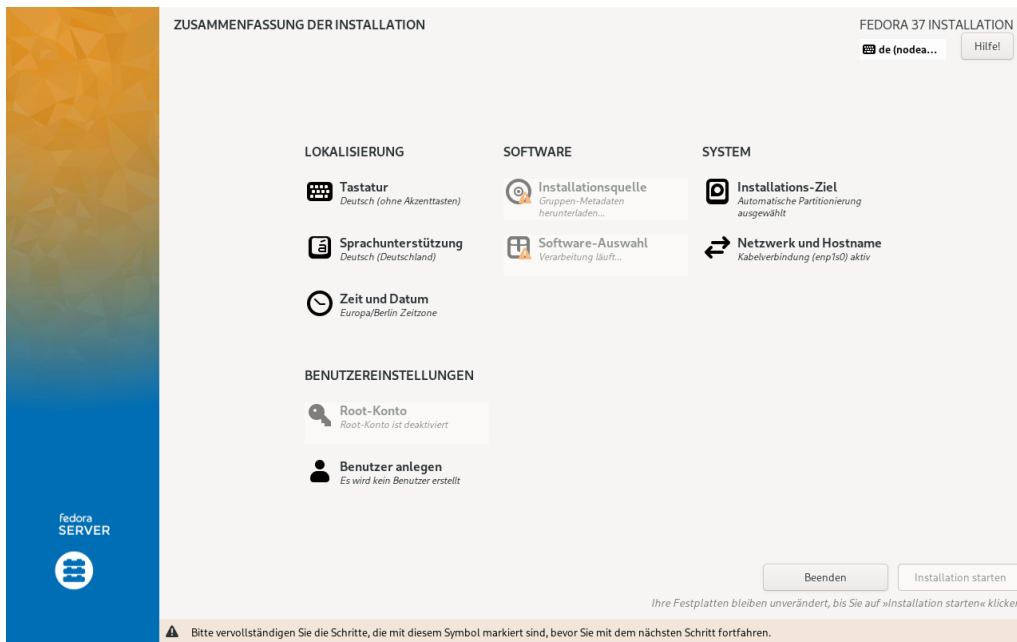 ZUSAMMENFASSUNG DER INSTALLATION
FEDORA 37 INSTALLATION
de (nodea...
Hilfe!
LOKALISIERUNG
Tastatur
Deutsch (ohne Akzenttasten)
Sprachunterstützung
Deutsch (Deutschland)
Zeit und Datum
Europa/Berlin Zeitzone
SOFTWARE
Installationsquelle
Gruppen-Metadaten
herunterladen...
Software-Auswahl
Verarbeitung läuft...
SYSTEM
Installations-Ziel
Automatische Partitionierung
ausgewählt
Netzwerk und Hostname
Kabelverbindung (enp1s0) aktiv
BENUTZEREINSTELLUNGEN
Root-Konto
Root-Konto ist deaktiviert
Benutzer anlegen
Es wird kein Benutzer erstellt
fedora
SERVER
Beenden
Installation starten
Ihre Festplatten bleiben unverändert, bis Sie auf »Installation starten« klicken
Bitte vervollständigen Sie die Schritte, die mit diesem Symbol markiert sind, bevor Sie mit dem nächsten Schritt fortfahren.